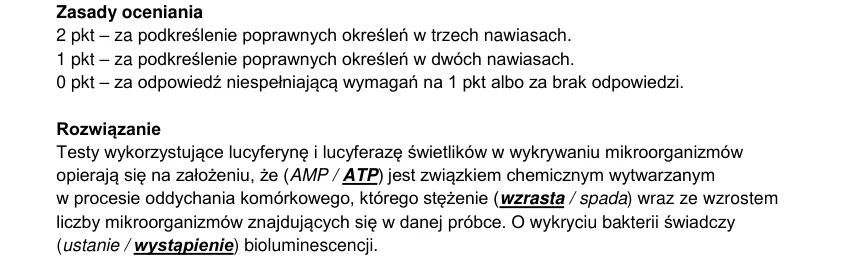 Zasady oceniania
2 pkt – za podkreślenie poprawnych określeń w trzech nawiasach.
1 pkt – za podkreślenie poprawnych określeń w dwóch nawiasach.
0 pkt – za odpowiedź niespełniającą wymagań na 1 pkt albo za brak odpowiedzi.
Rozwiązanie
Testy wykorzystujące lucyferynę i lucyferazę świetlików w wykrywaniu mikroorganizmów
opierają się na założeniu, że (AMP / ATP) jest związkiem chemicznym wytwarzanym
w procesie oddychania komórkowego, którego stężenie (wzrasta / spada) wraz ze wzrostem
liczby mikroorganizmów znajdujących się w danej próbce. O wykryciu bakterii świadczy
(ustanie / wystąpienie) bioluminescencji.